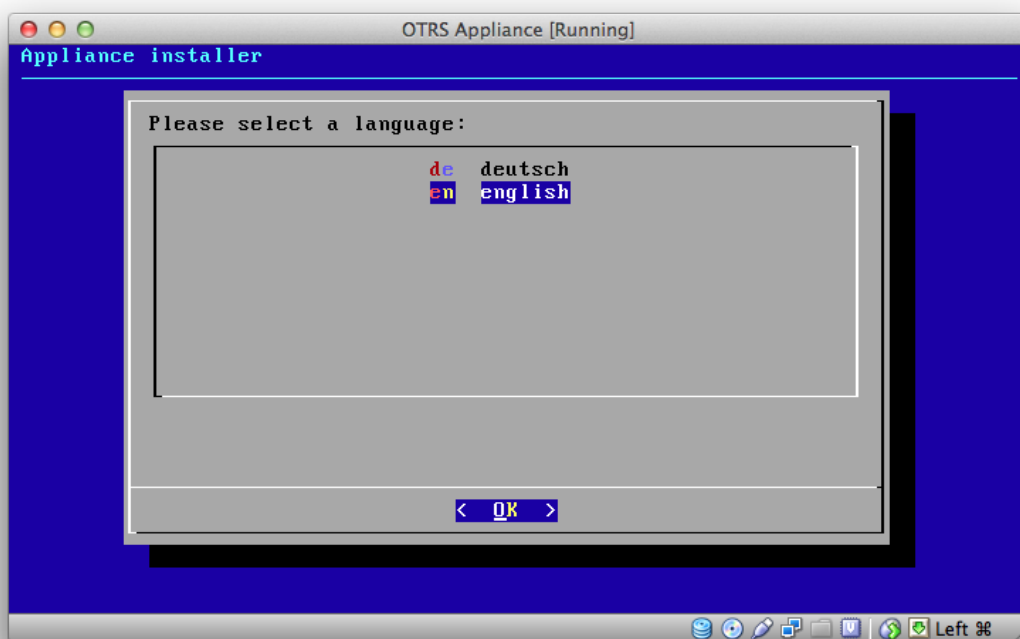 OTRS Appliance [Running]
Appliance installer
Please select a language:
de deutsch
en english
< OK >
Left ⌘